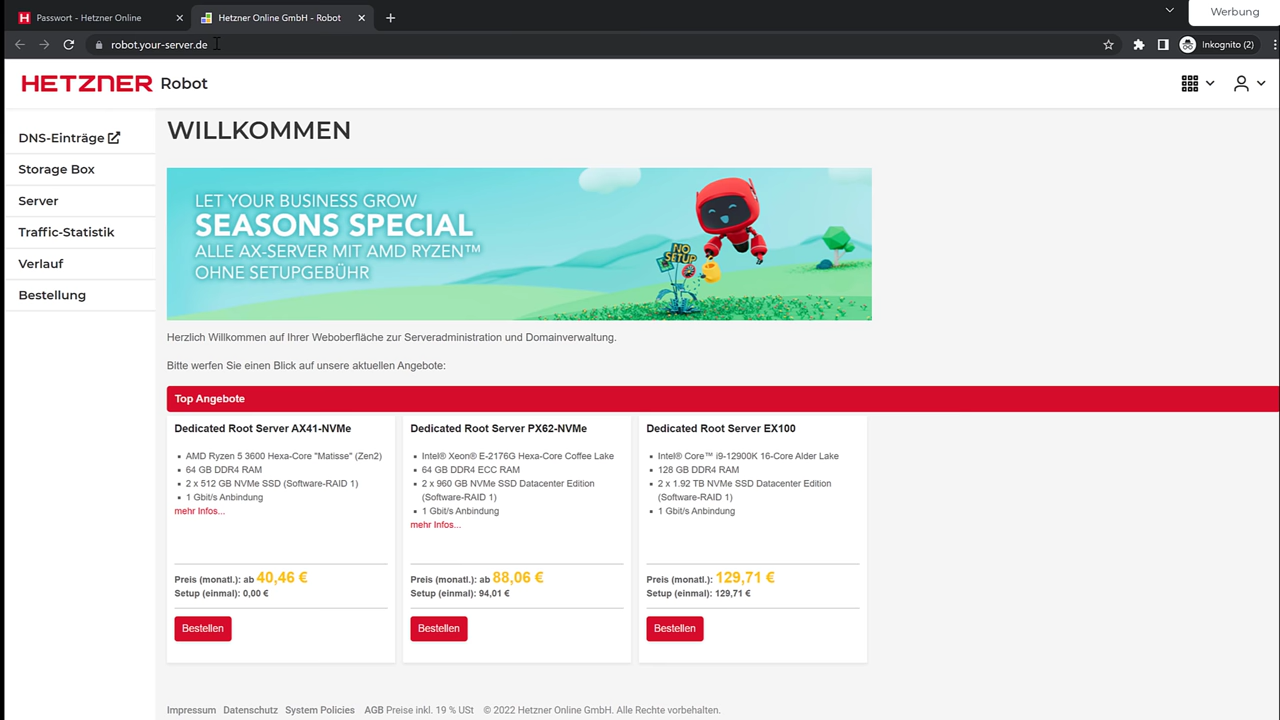 Passwort - Hetzner Online
Hetzner Online GmbH - Robot
Werbung
robot.your-server.de
Inkognito (2)
HETZNER Robot
DNS-Einträge
Storage Box
Server
Traffic-Statistik
Verlauf
Bestellung
WILLKOMMEN
LET YOUR BUSINESS GROW
SEASONS SPECIAL
ALLE AX-SERVER MIT AMD RYZEN™
OHNE SETUPGEBÜHR
NO
SETUP
Herzlich Willkommen auf Ihrer Weboberfläche zur Serveradministration und Domainverwaltung.
Bitte werfen Sie einen Blick auf unsere aktuellen Angebote:
Top Angebote
Dedicated Root Server AX41-NVMe
AMD Ryzen 5 3600 Hexa-Core "Matisse" (Zen2)
64 GB DDR4 RAM
2 x 512 GB NVMe SSD (Software-RAID 1)
1 Gbit/s Anbindung
mehr Infos...
Preis (monatl.): ab 40,46 €
Setup (einmal): 0,00 €
Bestellen
Dedicated Root Server PX62-NVMe
Intel® Xeon® E-2176G Hexa-Core Coffee Lake
64 GB DDR4 ECC RAM
2 x 960 GB NVMe SSD Datacenter Edition
(Software-RAID 1)
1 Gbit/s Anbindung
mehr Infos...
Preis (monatl.): ab 88,06 €
Setup (einmal): 94,01 €
Bestellen
Dedicated Root Server EX100
Intel® Core™ i9-12900K 16-Core Alder Lake
128 GB DDR4 RAM
2 x 1.92 TB NVMe SSD Datacenter Edition
(Software-RAID 1)
1 Gbit/s Anbindung
Preis (monatl.): 129,71 €
Setup (einmal): 129,71 €
Bestellen
Impressum Datenschutz System Policies AGB Preise inkl. 19 % USt © 2022 Hetzner Online GmbH. Alle Rechte vorbehalten.